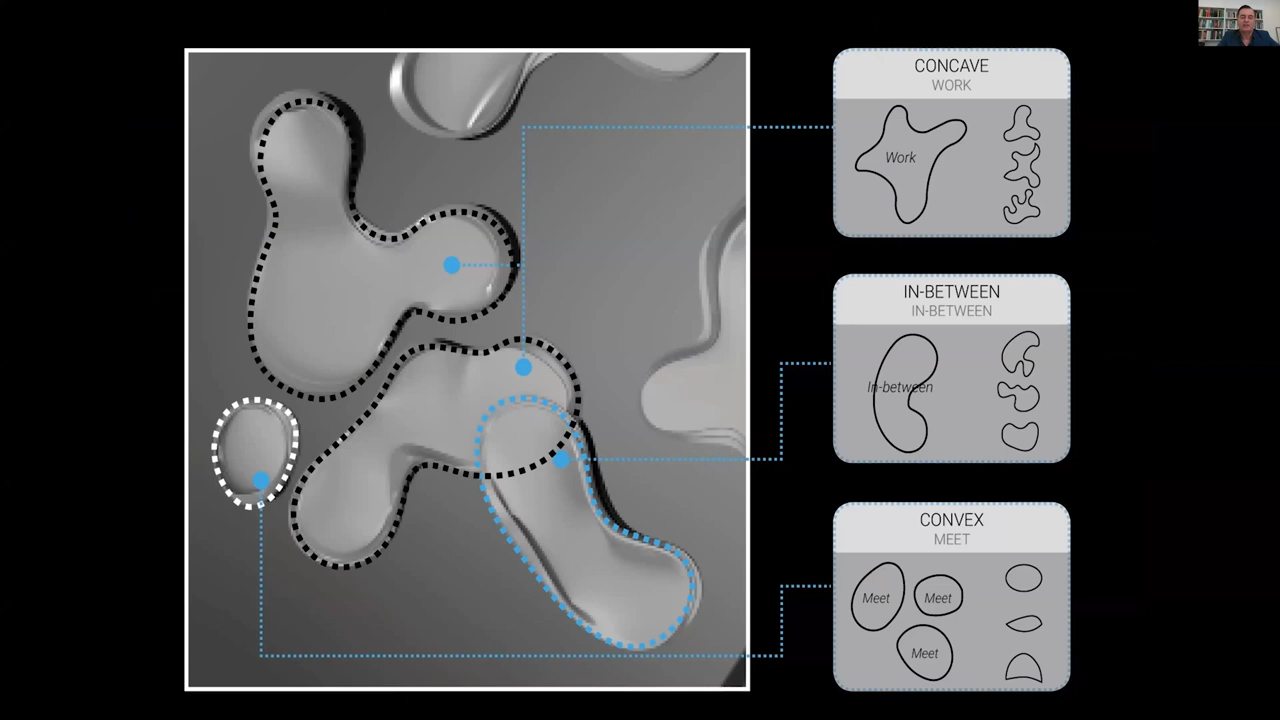 CONCAVE
WORK
Work
IN-BETWEEN
IN-BETWEEN
In-between
CONVEX
MEET
Meet
Meet
Meet